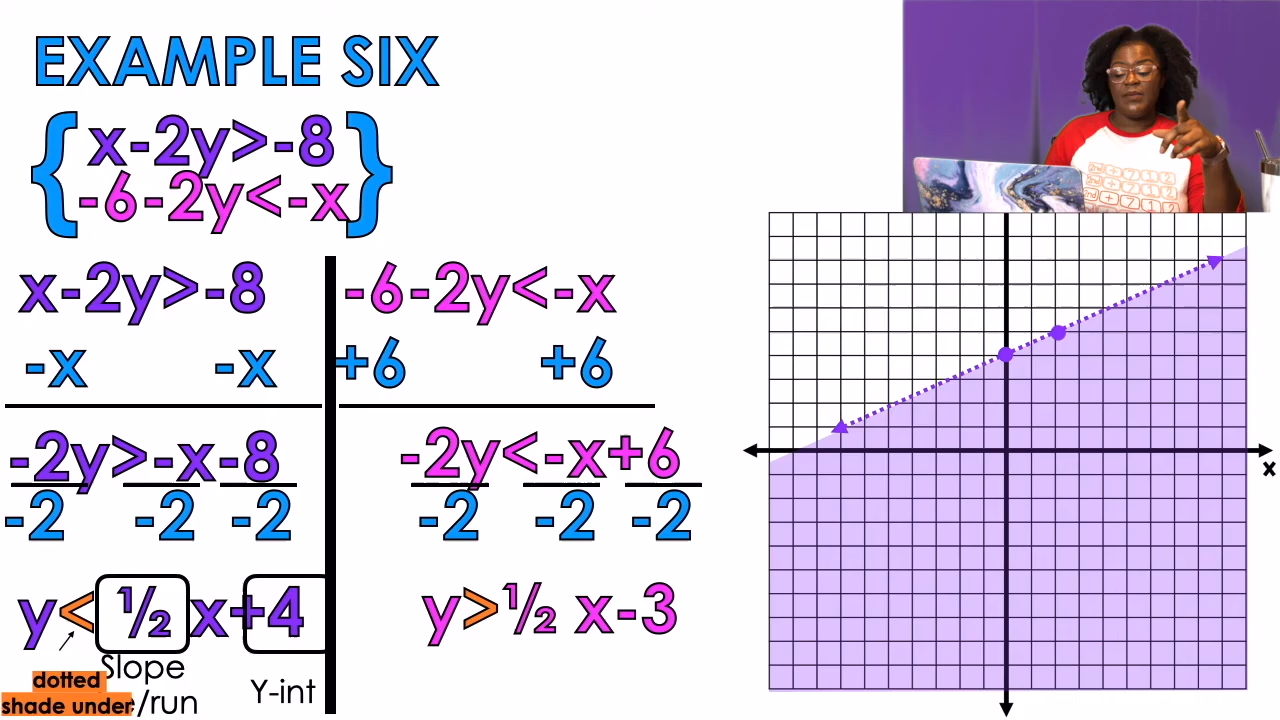 EXAMPLE SIX
{ x-2y>-8
-6-2y<-x }
x-2y>-8
-x -x
-2y>-x-8
-2 -2 -2
y<½x+4
Slope
/run
Y-int
dotted
shade under
-6-2y<-x
+6 +6
-2y<-x+6
-2 -2 -2
y>½ x-3
x